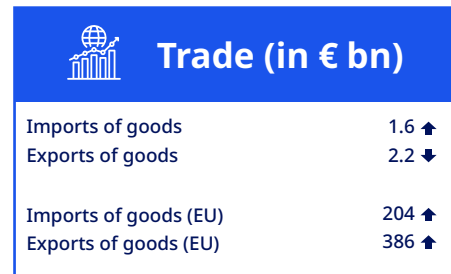 Trade (in € bn)
Imports of goods 1.6
Exports of goods 2.2
Imports of goods (EU) 204
Exports of goods (EU) 386